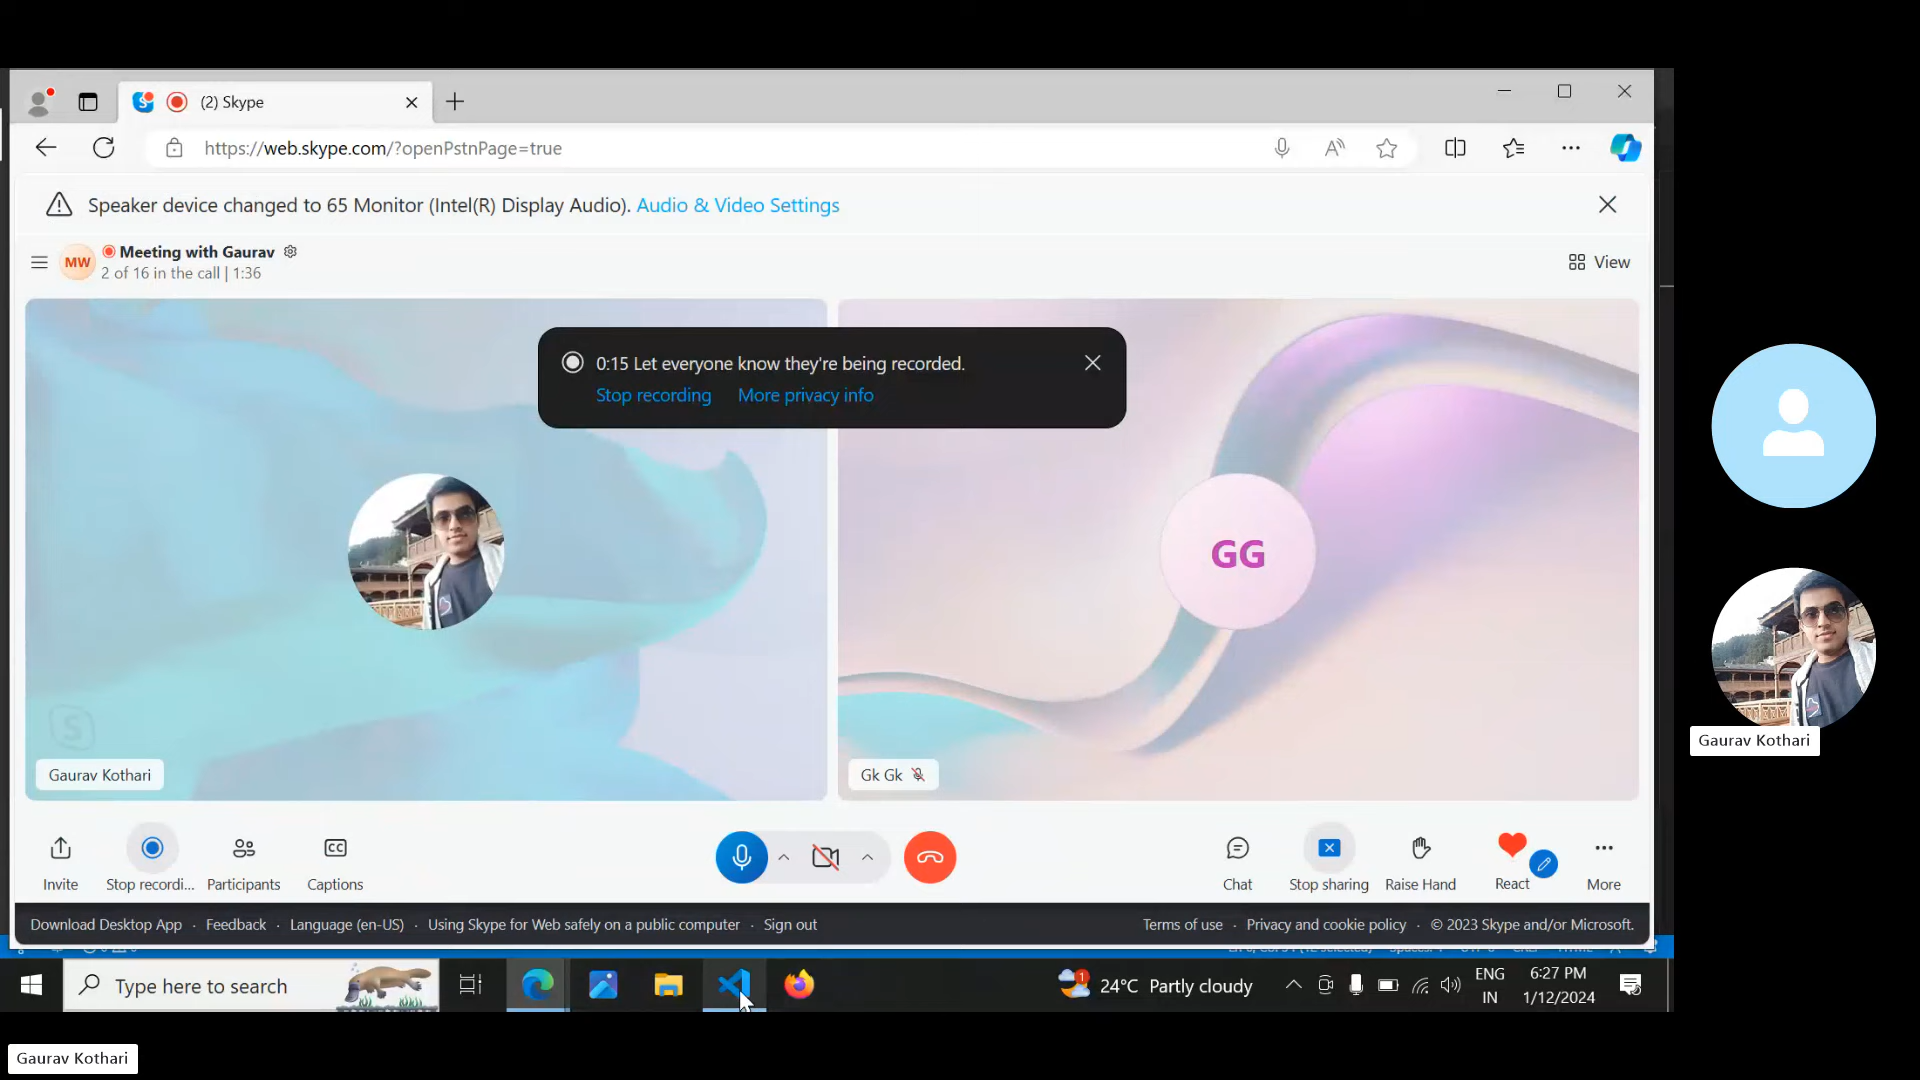 (2) Skype
https://web.skype.com/?openPstnPage=true
Speaker device changed to 65 Monitor (Intel(R) Display Audio). Audio & Video Settings
MW
Meeting with Gaurav
2 of 16 in the call | 1:36
View
0:15 Let everyone know they're being recorded.
Stop recording More privacy info
GG
Gaurav Kothari
Gk Gk
Gaurav Kothari
Invite
Stop recordi...
Participants
CC
Captions
Chat
Stop sharing
Raise Hand
React
More
Download Desktop App · Feedback · Language (en-US) · Using Skype for Web safely on a public computer · Sign out
Terms of use · Privacy and cookie policy · © 2023 Skype and/or Microsoft.
Type here to search
1
24°C Partly cloudy
ENG
IN
6:27 PM
1/12/2024
Gaurav Kothari